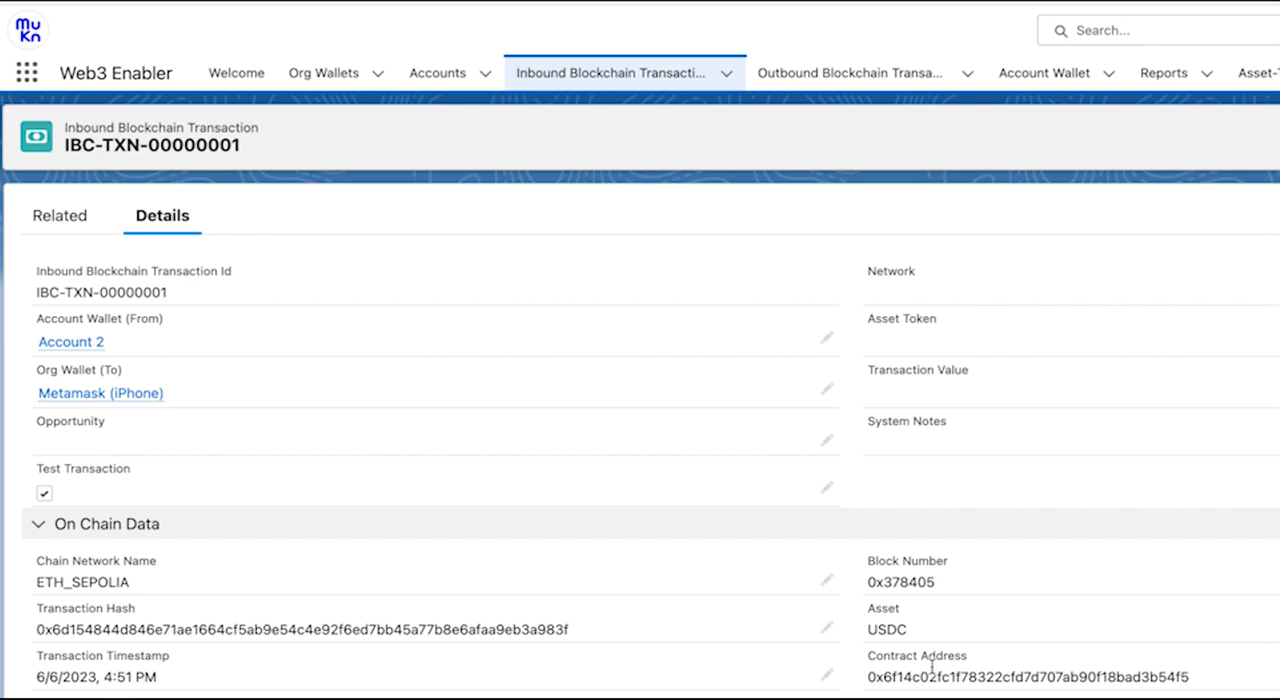 Mu
Kn
Search...
Web3 Enabler
Welcome
Org Wallets
Accounts
Inbound Blockchain Transacti...
Outbound Blockchain Transa...
Account Wallet
Reports
Asset-T
Inbound Blockchain Transaction
IBC-TXN-00000001
Related
Details
Inbound Blockchain Transaction Id
IBC-TXN-00000001
Network
Account Wallet (From)
Account 2
Asset Token
Org Wallet (To)
Metamask (iPhone)
Transaction Value
Opportunity
System Notes
Test Transaction
On Chain Data
Chain Network Name
ETH_SEPOLIA
Block Number
0x378405
Transaction Hash
0x6d154844d846e71ae1664cf5ab9e54c4e92f6ed7bb45a77b8e6afaa9eb3a983f
Asset
USDC
Transaction Timestamp
6/6/2023, 4:51 PM
Contract Address
0x6f14c02fc1f78322cfd7d707ab90f18bad3b54f5